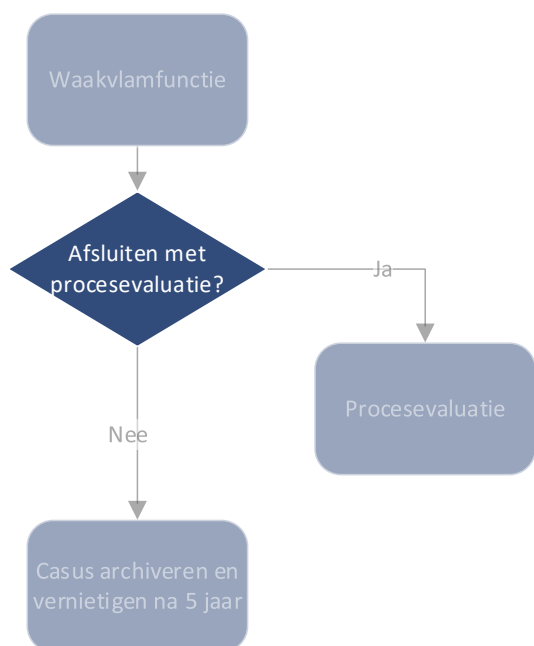 Waakvlamfunctie
Afsluiten met
procesevaluatie?
Ja
Procesevaluatie
Nee
Casus archiveren en
vernietigen na 5 jaar